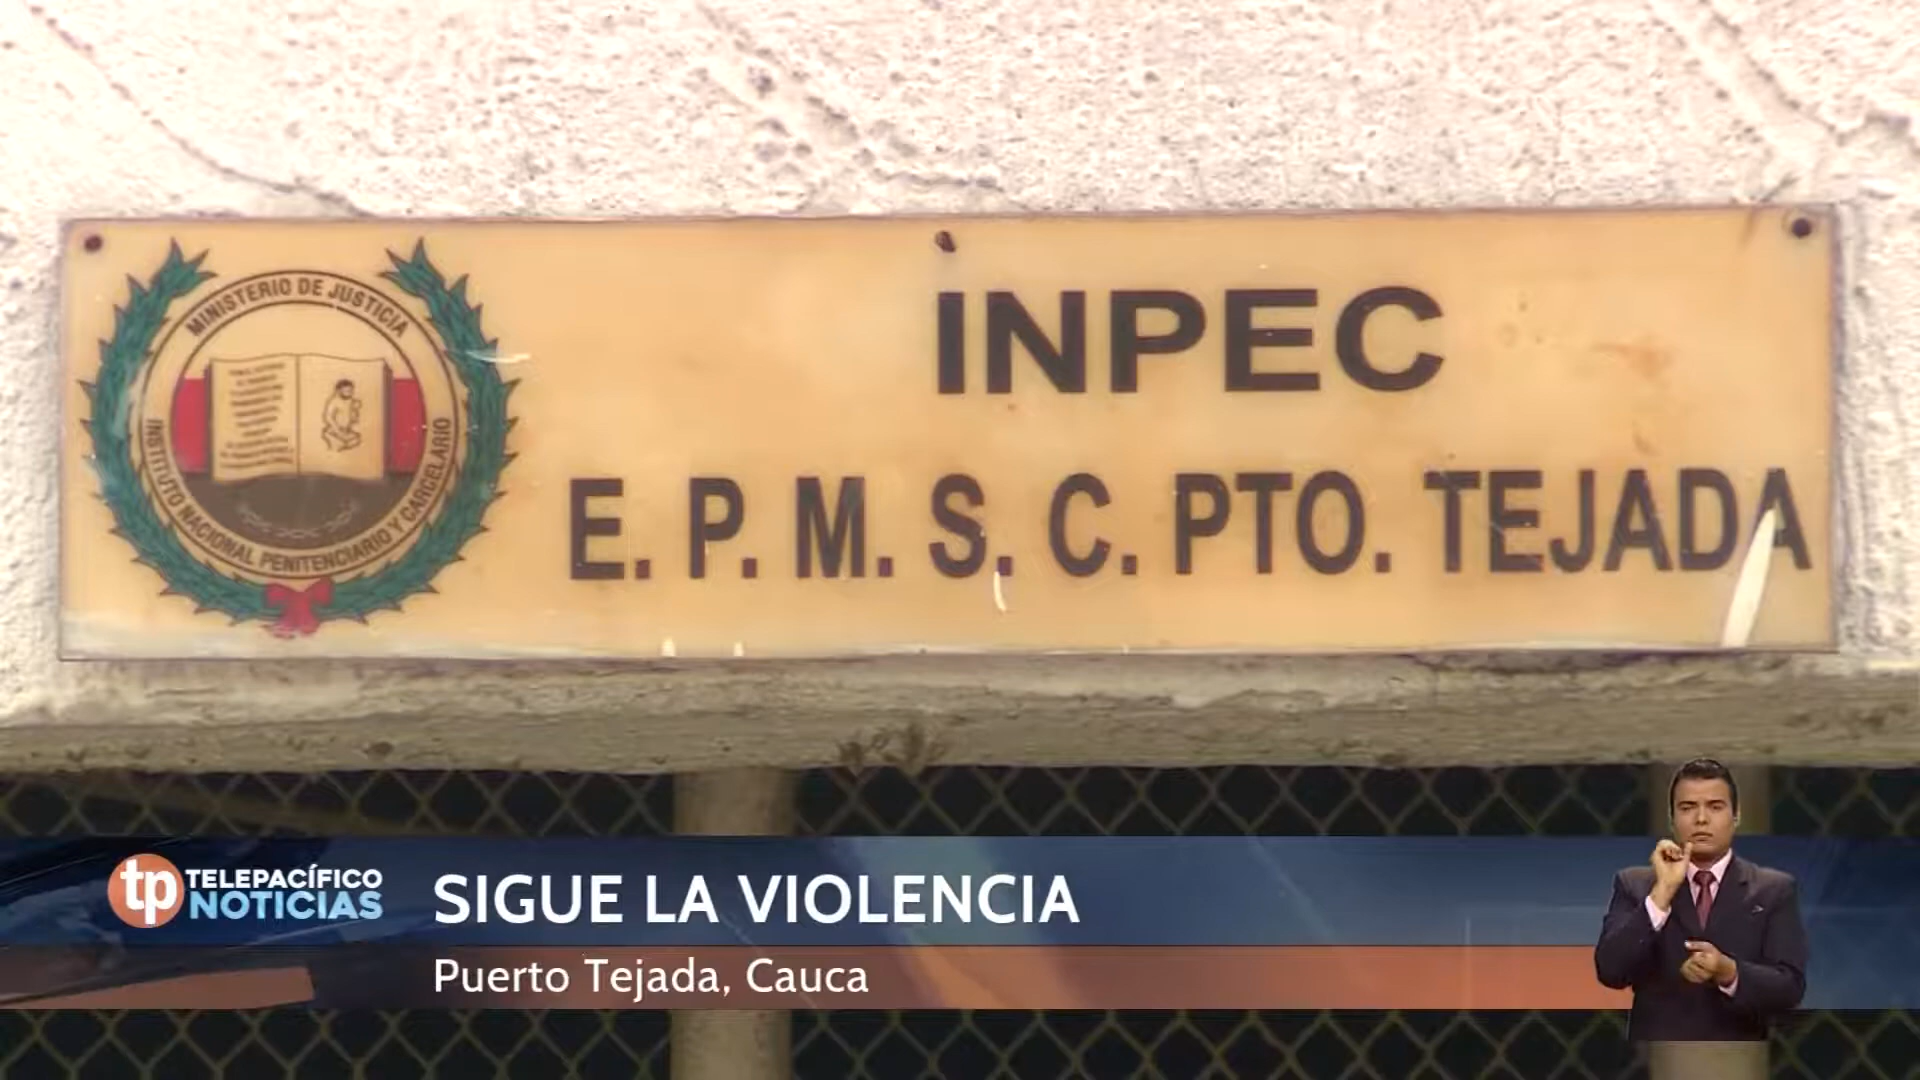 MINISTERIO DE JUSTICIA
INSTITUTO NACIONAL PENITENCIARIO Y CARCELARIO
INPEC
E. P. M. S. C. PTO. TEJADA
tp TELEPACÍFICO
NOTICIAS
SIGUE LA VIOLENCIA
Puerto Tejada, Cauca